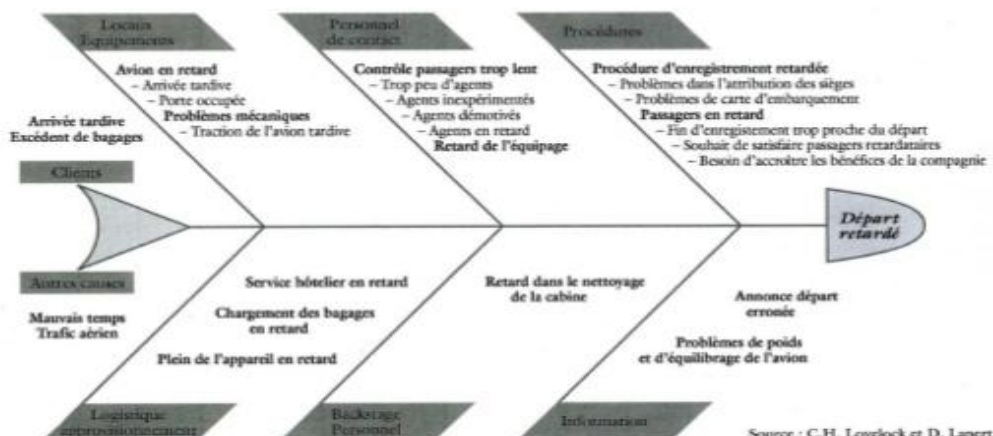 Locaux
Équipements
Personnel
de contact
Procédures
Avion en retard
– Arrivée tardive
– Porte occupée
Problèmes mécaniques
– Traction de l'avion tardive
Contrôle passagers trop lent
– Trop peu d'agents
– Agents inexpérimentés
– Agents démotivés
– Agents en retard
Retard de l'équipage
Procédure d'enregistrement retardée
– Problèmes dans l'attribution des sièges
– Problèmes de carte d'embarquement
Passagers en retard
– Fin d'enregistement trop proche du départ
– Souhait de satisfaire passagers retardataires
– Besoin d'accroître les bénéfices de la compagnie
Arrivée tardive
Excédent de bagages
Clients
Départ
retardé
Autres causes
Mauvais temps
Trafic aérien
Service hôtelier en retard
Chargement des bagages
en retard
Plein de l'appareil en retard
Retard dans le nettoyage
de la cabine
Annonce départ
erronée
Problèmes de poids
et d'équilibrage de l'avion
Logistique
approvisionnement
Backstage
Personnel
Information
Source : C.H. Lovelock et D. Lapert